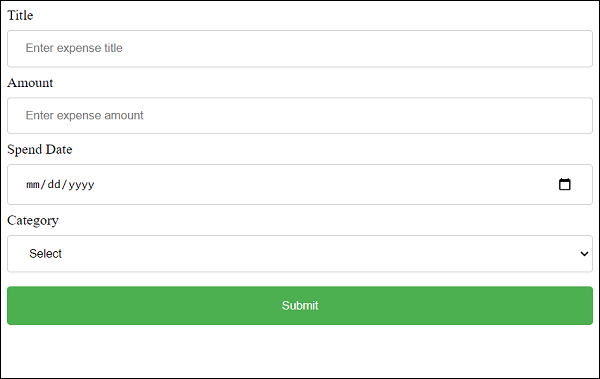 Title
Enter expense title
Amount
Enter expense amount
Spend Date
mm/dd/yyyy
Category
Select
Submit